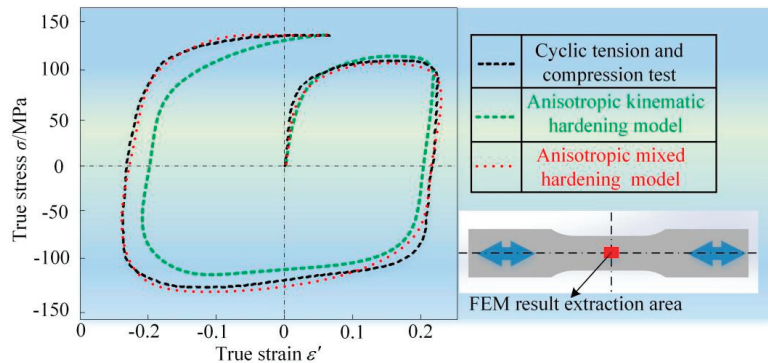 True stress σ/MPa
150
100
50
0
-50
-100
-150
0
-0.2
-0.1
0
0.1
0.2
True strain ε′
Cyclic tension and
compression test
Anisotropic kinematic
hardening model
Anisotropic mixed
hardening model
FEM result extraction area